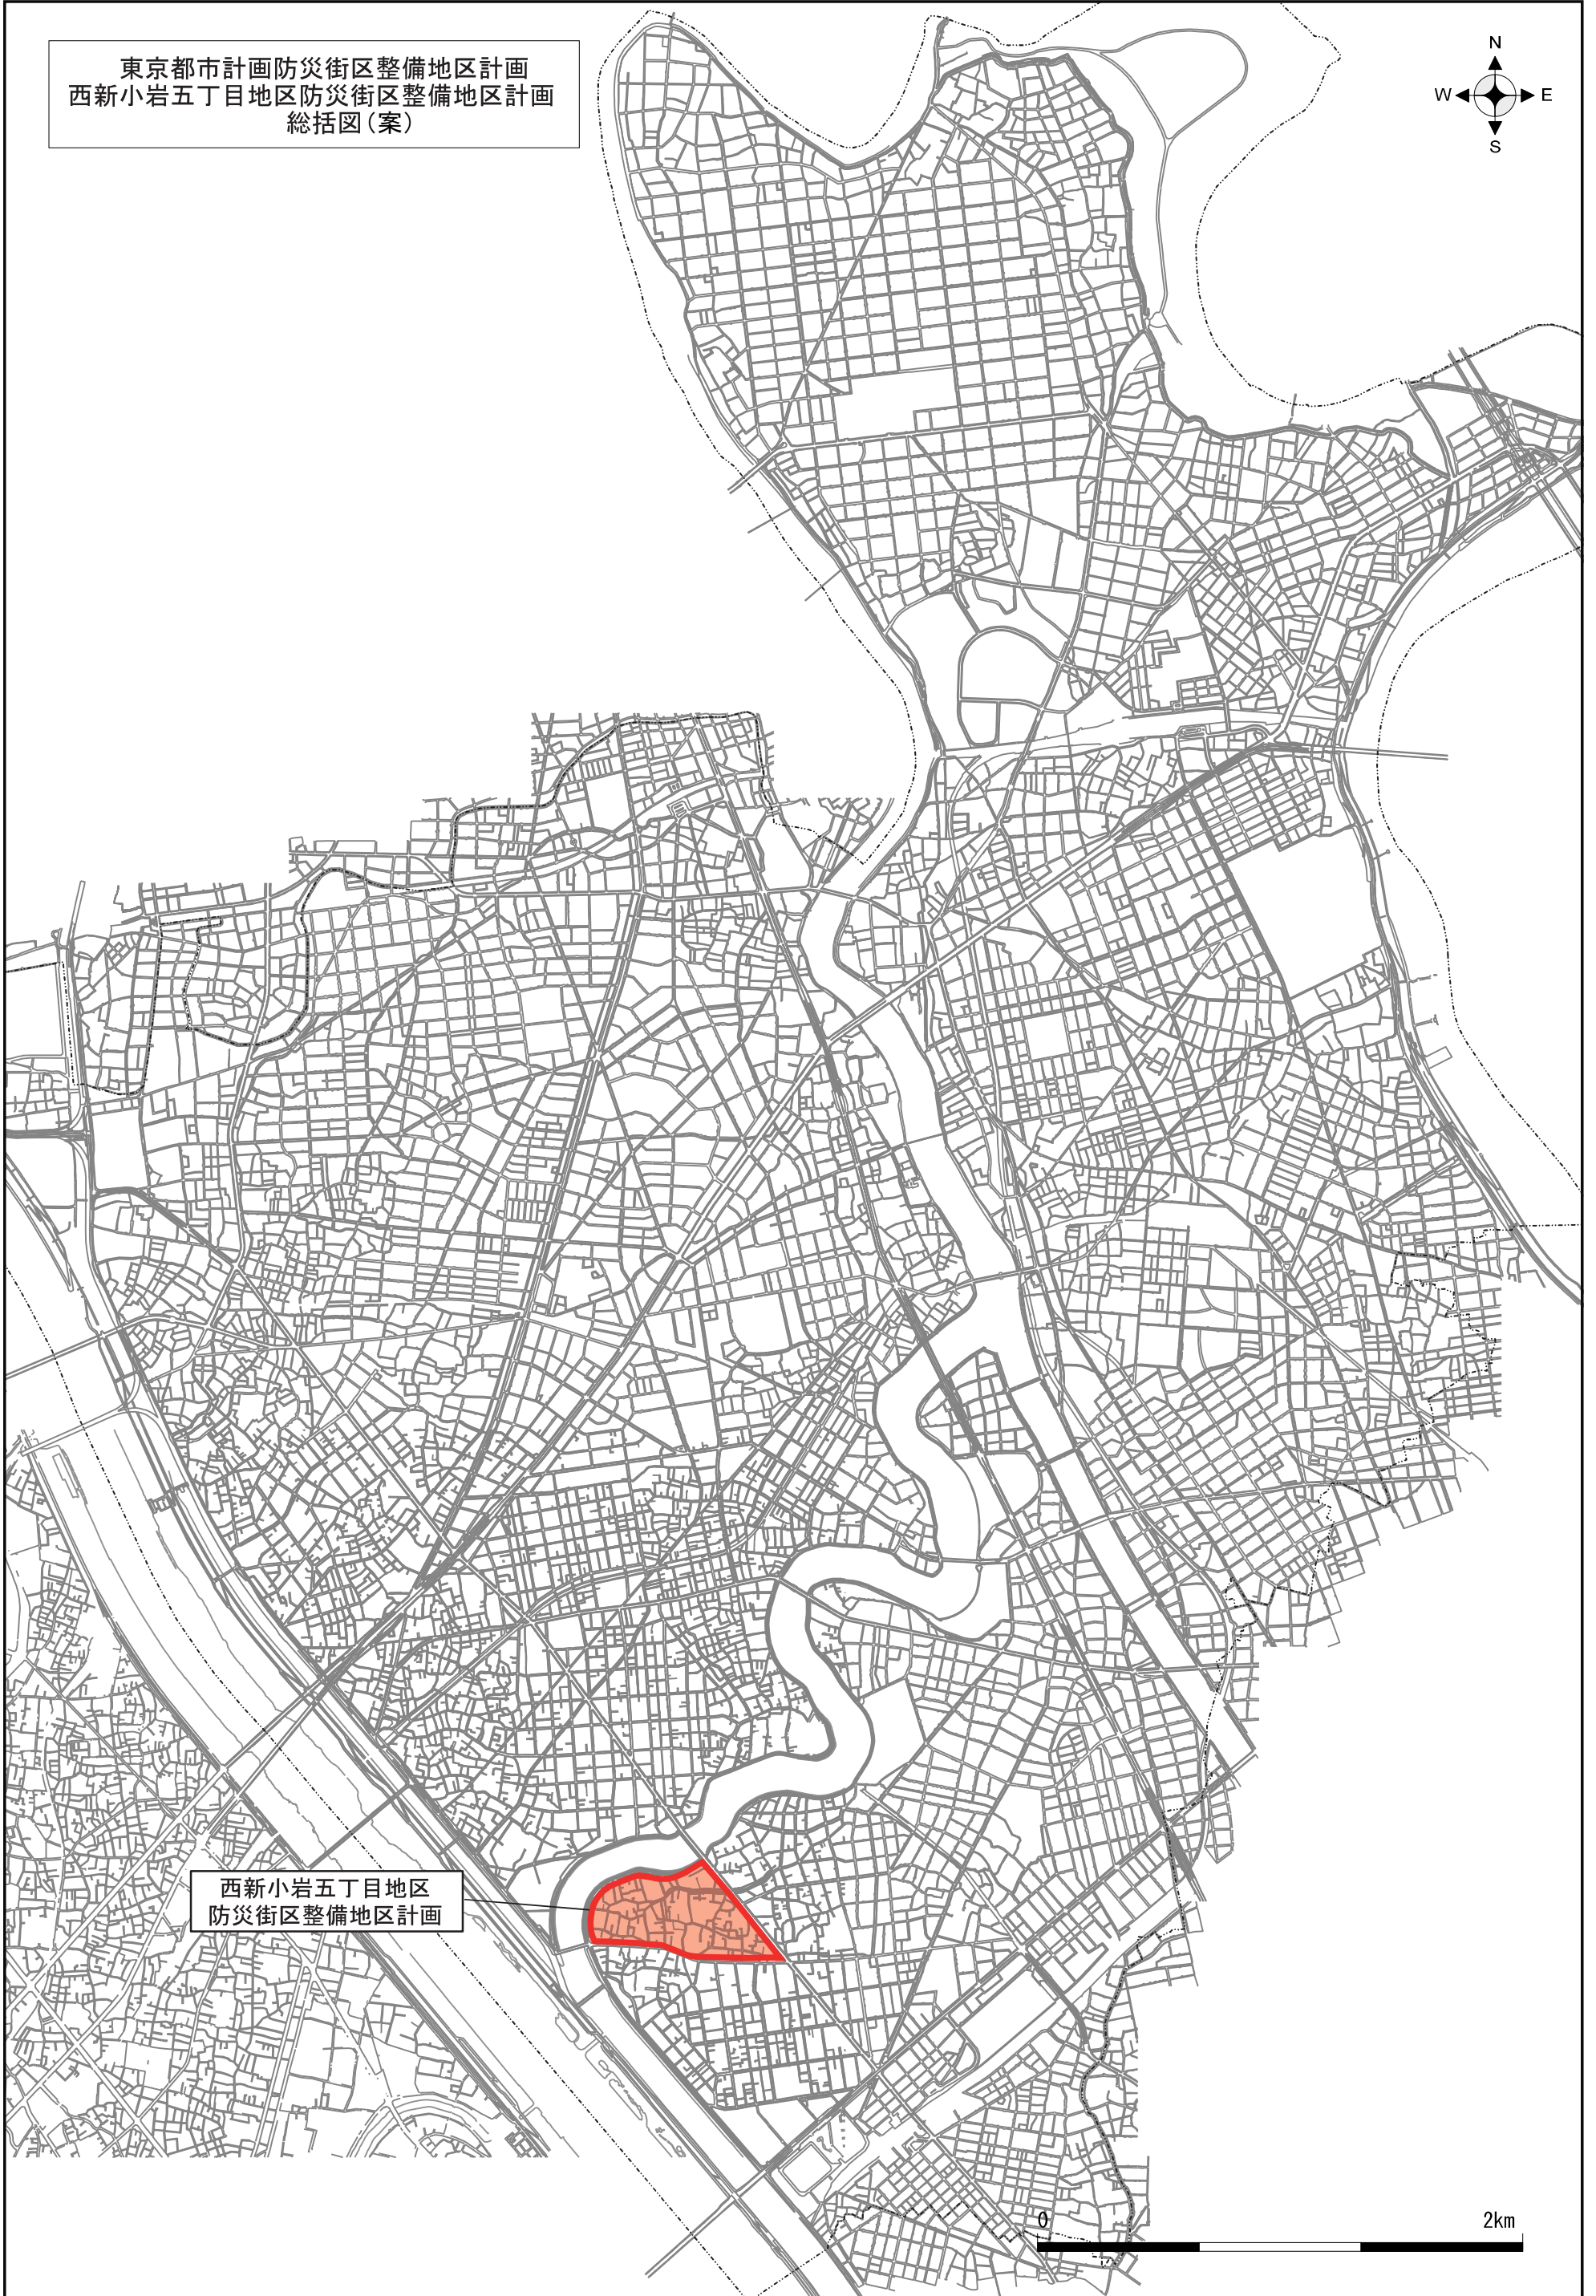 東京都市計画防災街区整備地区計画
西新小岩五丁目地区防災街区整備地区計画
総括図(案)
N
W E
S
西新小岩五丁目地区
防災街区整備地区計画
0 2km